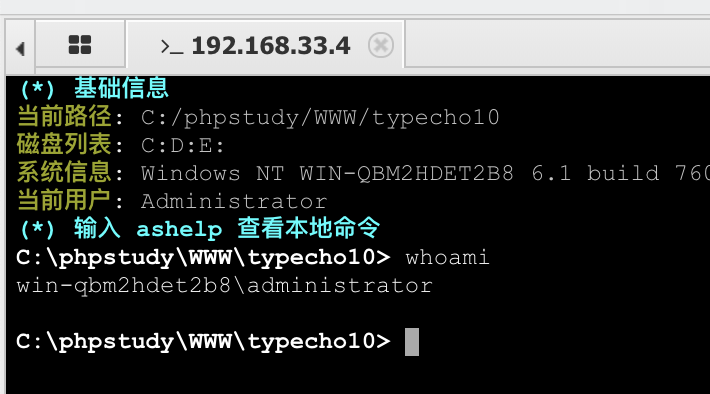 >_ 192.168.33.4
(*) 基础信息
当前路径: C:/phpstudy/WWW/typecho10
磁盘列表: C:D:E:
系统信息: Windows NT WIN-QBM2HDET2B8 6.1 build 760
当前用户: Administrator
(*) 输入 ashelp 查看本地命令
C:\phpstudy\WWW\typecho10> whoami
win-qbm2hdet2b8\administrator
C:\phpstudy\WWW\typecho10>